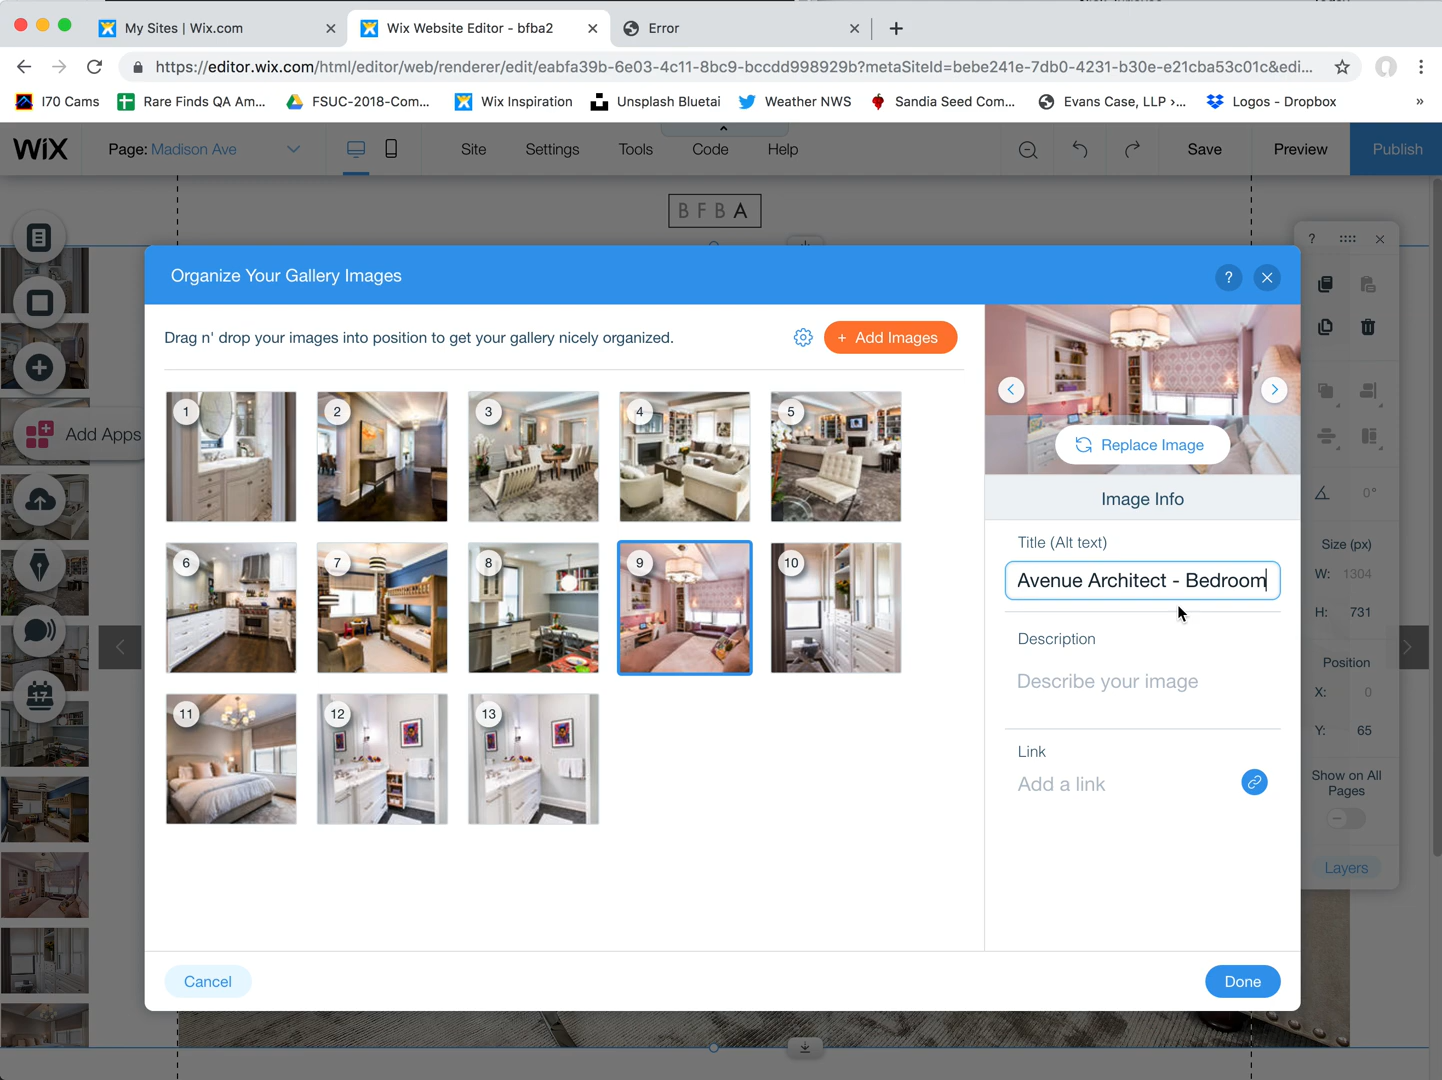 My Sites | Wix.com
Wix Website Editor - bfba2
Error
https://editor.wix.com/html/editor/web/renderer/edit/eabfa39b-6e03-4c11-8bc9-bccdd998929b?metaSiteId=bebe241e-7db0-4231-b30e-e21cba53c01c&edi...
I70 Cams
Rare Finds QA Am...
FSUC-2018-Com...
Wix Inspiration
Unsplash Bluetai
Weather NWS
Sandia Seed Com...
Evans Case, LLP ›...
Logos - Dropbox
»
WiX
Page: Madison Ave
Site
Settings
Tools
Code
Help
Save
Preview
Publish
BFBA
Organize Your Gallery Images
?
?
Drag n' drop your images into position to get your gallery nicely organized.
+ Add Images
1
2
3
4
5
6
7
8
9
10
11
12
13
Add Apps
17
Replace Image
Image Info
Title (Alt text)
Avenue Architect - Bedroom
Description
Describe your image
Link
Add a link
0°
Size (px)
W: 1304
H: 731
Position
X: 0
Y: 65
Show on All
Pages
Layers
Cancel
Done